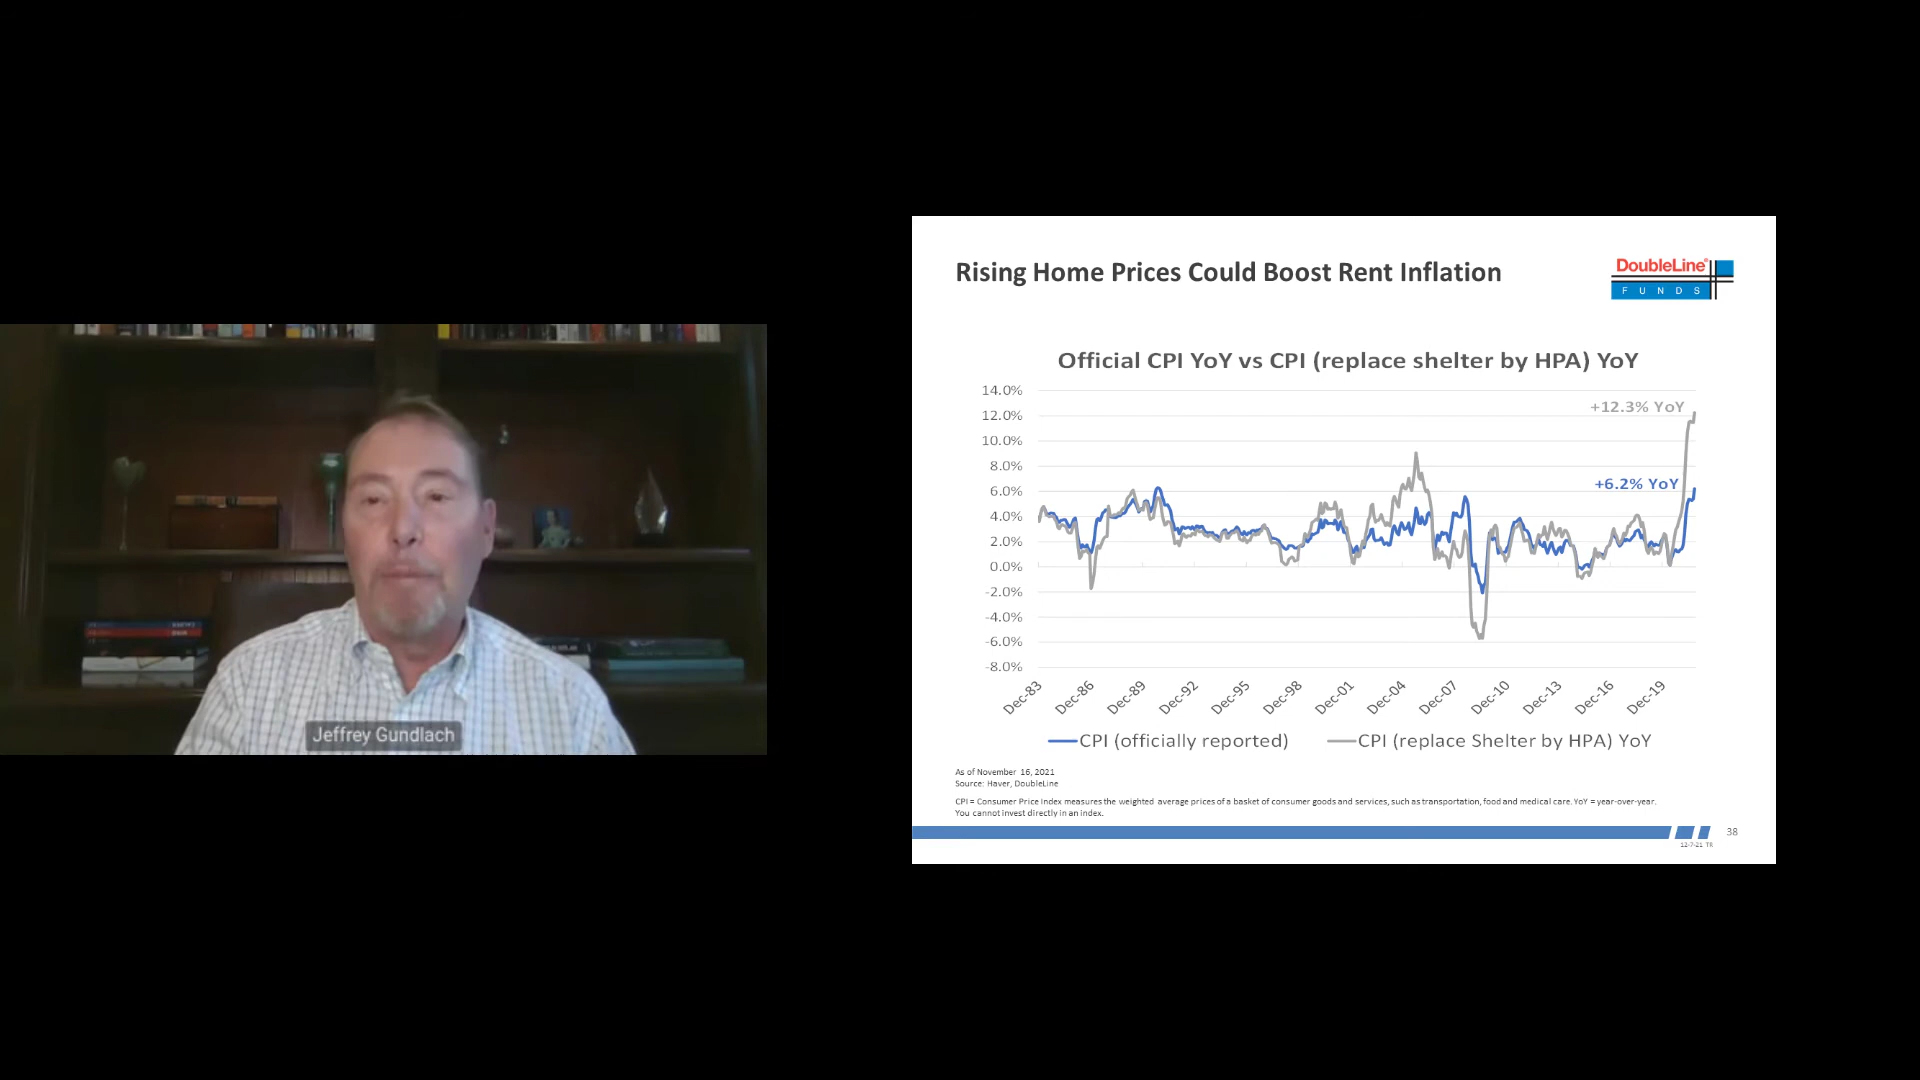 Jeffrey Gundlach
Rising Home Prices Could Boost Rent Inflation
DoubleLine®
FUNDS
Official CPI YoY vs CPI (replace shelter by HPA) YoY
14.0%
12.0%
10.0%
8.0%
6.0%
4.0%
2.0%
0.0%
-2.0%
-4.0%
-6.0%
-8.0%
+12.3% YoY
+6.2% YoY
Dec-83
Dec-86
Dec-89
Dec-92
Dec-95
Dec-98
Dec-01
Dec-04
Dec-07
Dec-10
Dec-13
Dec-16
Dec-19
CPI (officially reported)
CPI (replace Shelter by HPA) YoY
As of November 16, 2021
Source: Haver, DoubleLine
CPI = Consumer Price Index measures the weighted average prices of a basket of consumer goods and services, such as transportation, food and medical care. YoY = year-over-year.
You cannot invest directly in an index.
38
12-7-21 TR